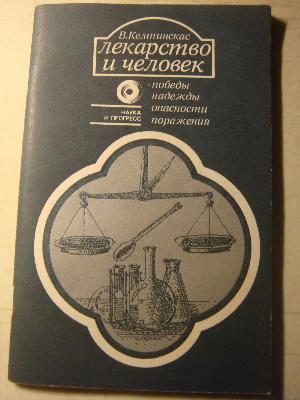 В. Кемпинскас
лекарство
и человек
- победы
надежды
опасности
поражения
НАУКА
И ПРОГРЕСС